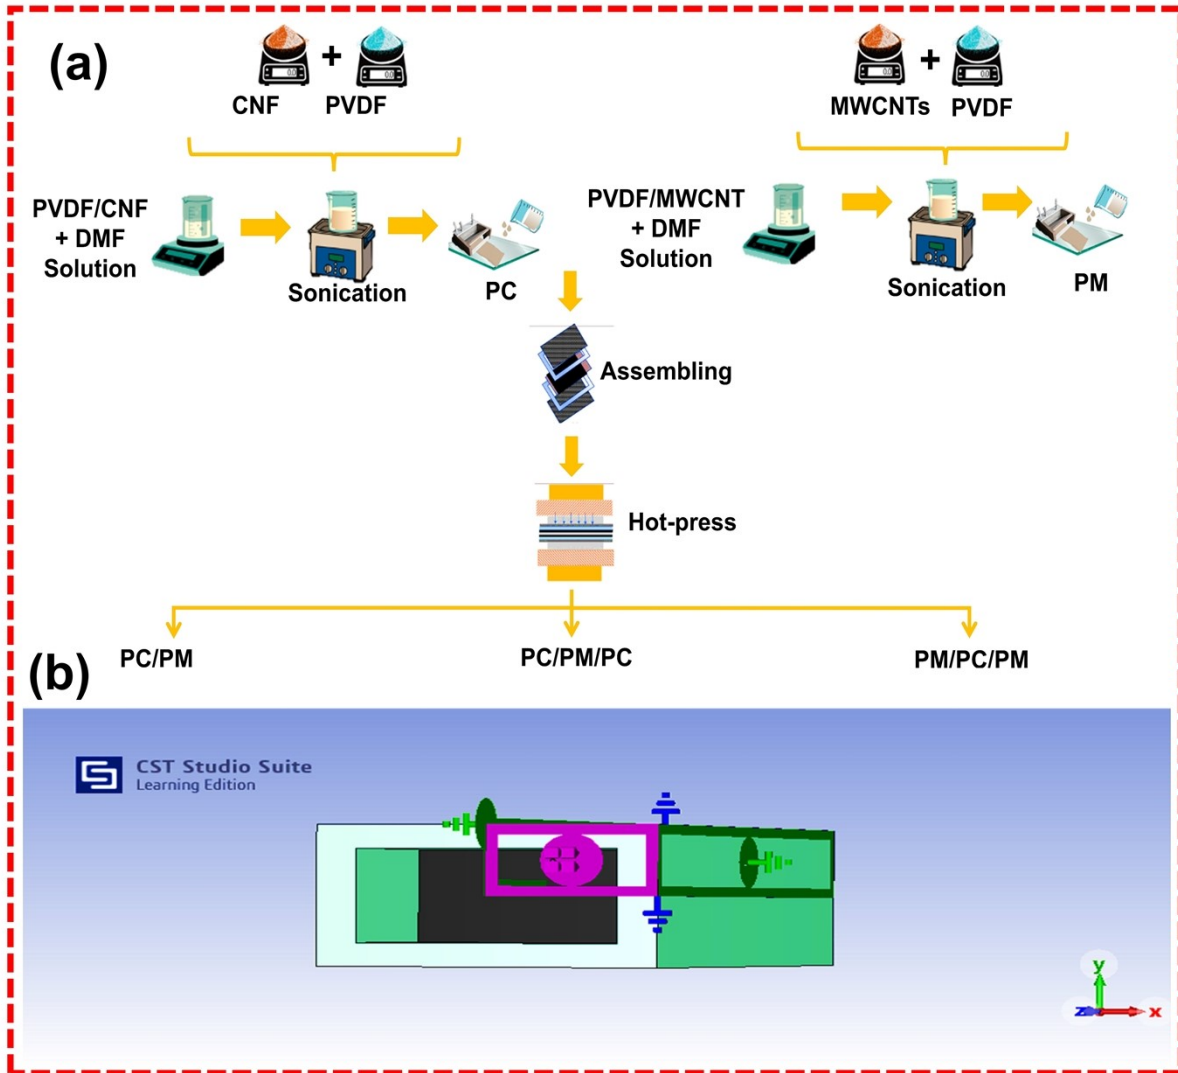 (a)
CNF + PVDF
MWCNTs + PVDF
PVDF/CNF
+ DMF
Solution
Sonication
PC
PVDF/MWCNT
+ DMF
Solution
Sonication
PM
Assembling
Hot-press
PC/PM
PC/PM/PC
PM/PC/PM
(b)
CST Studio Suite
Learning Edition
y
z
x